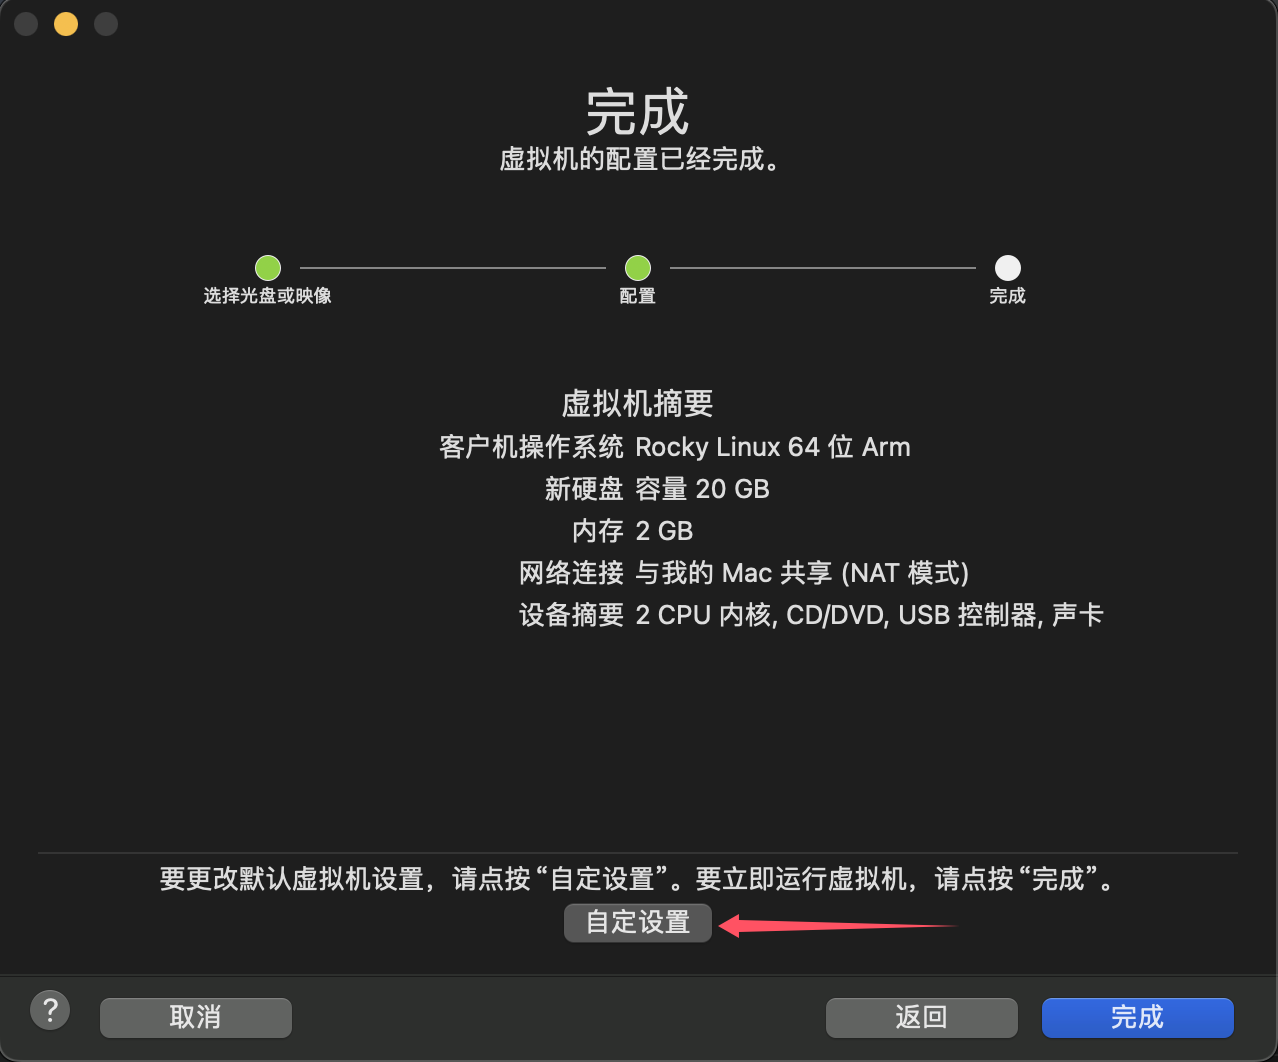 完成
虚拟机的配置已经完成。
选择光盘或映像
配置
完成
虚拟机摘要
客户机操作系统 Rocky Linux 64 位 Arm
新硬盘 容量 20 GB
内存 2 GB
网络连接 与我的 Mac 共享 (NAT 模式)
设备摘要 2 CPU 内核, CD/DVD, USB 控制器, 声卡
要更改默认虚拟机设置，请点按“自定设置”。要立即运行虚拟机，请点按“完成”。
自定设置
?
取消
返回
完成